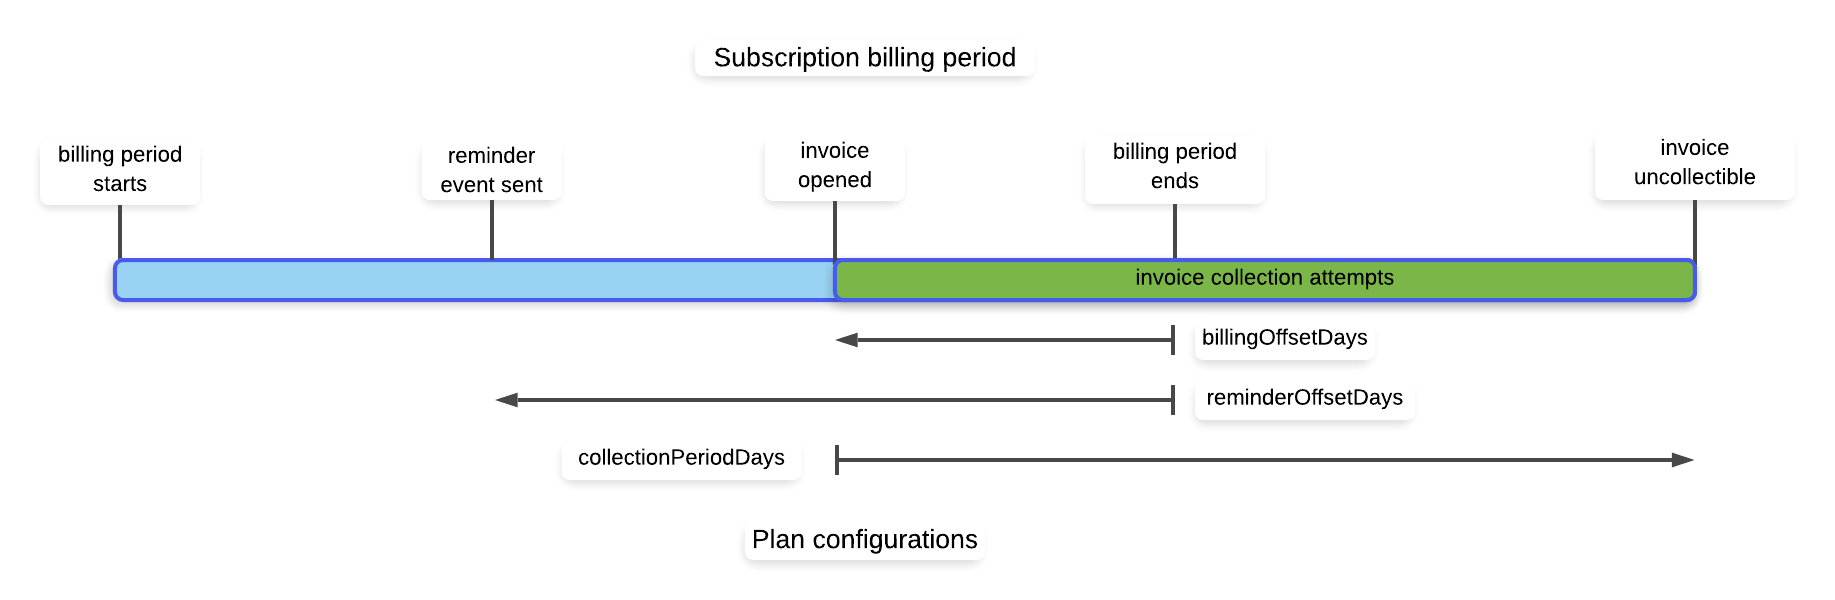 Subscription billing period
billing period
starts
reminder
event sent
invoice
opened
billing period
ends
invoice
uncollectible
invoice collection attempts
billingOffsetDays
reminderOffsetDays
collectionPeriodDays
Plan configurations